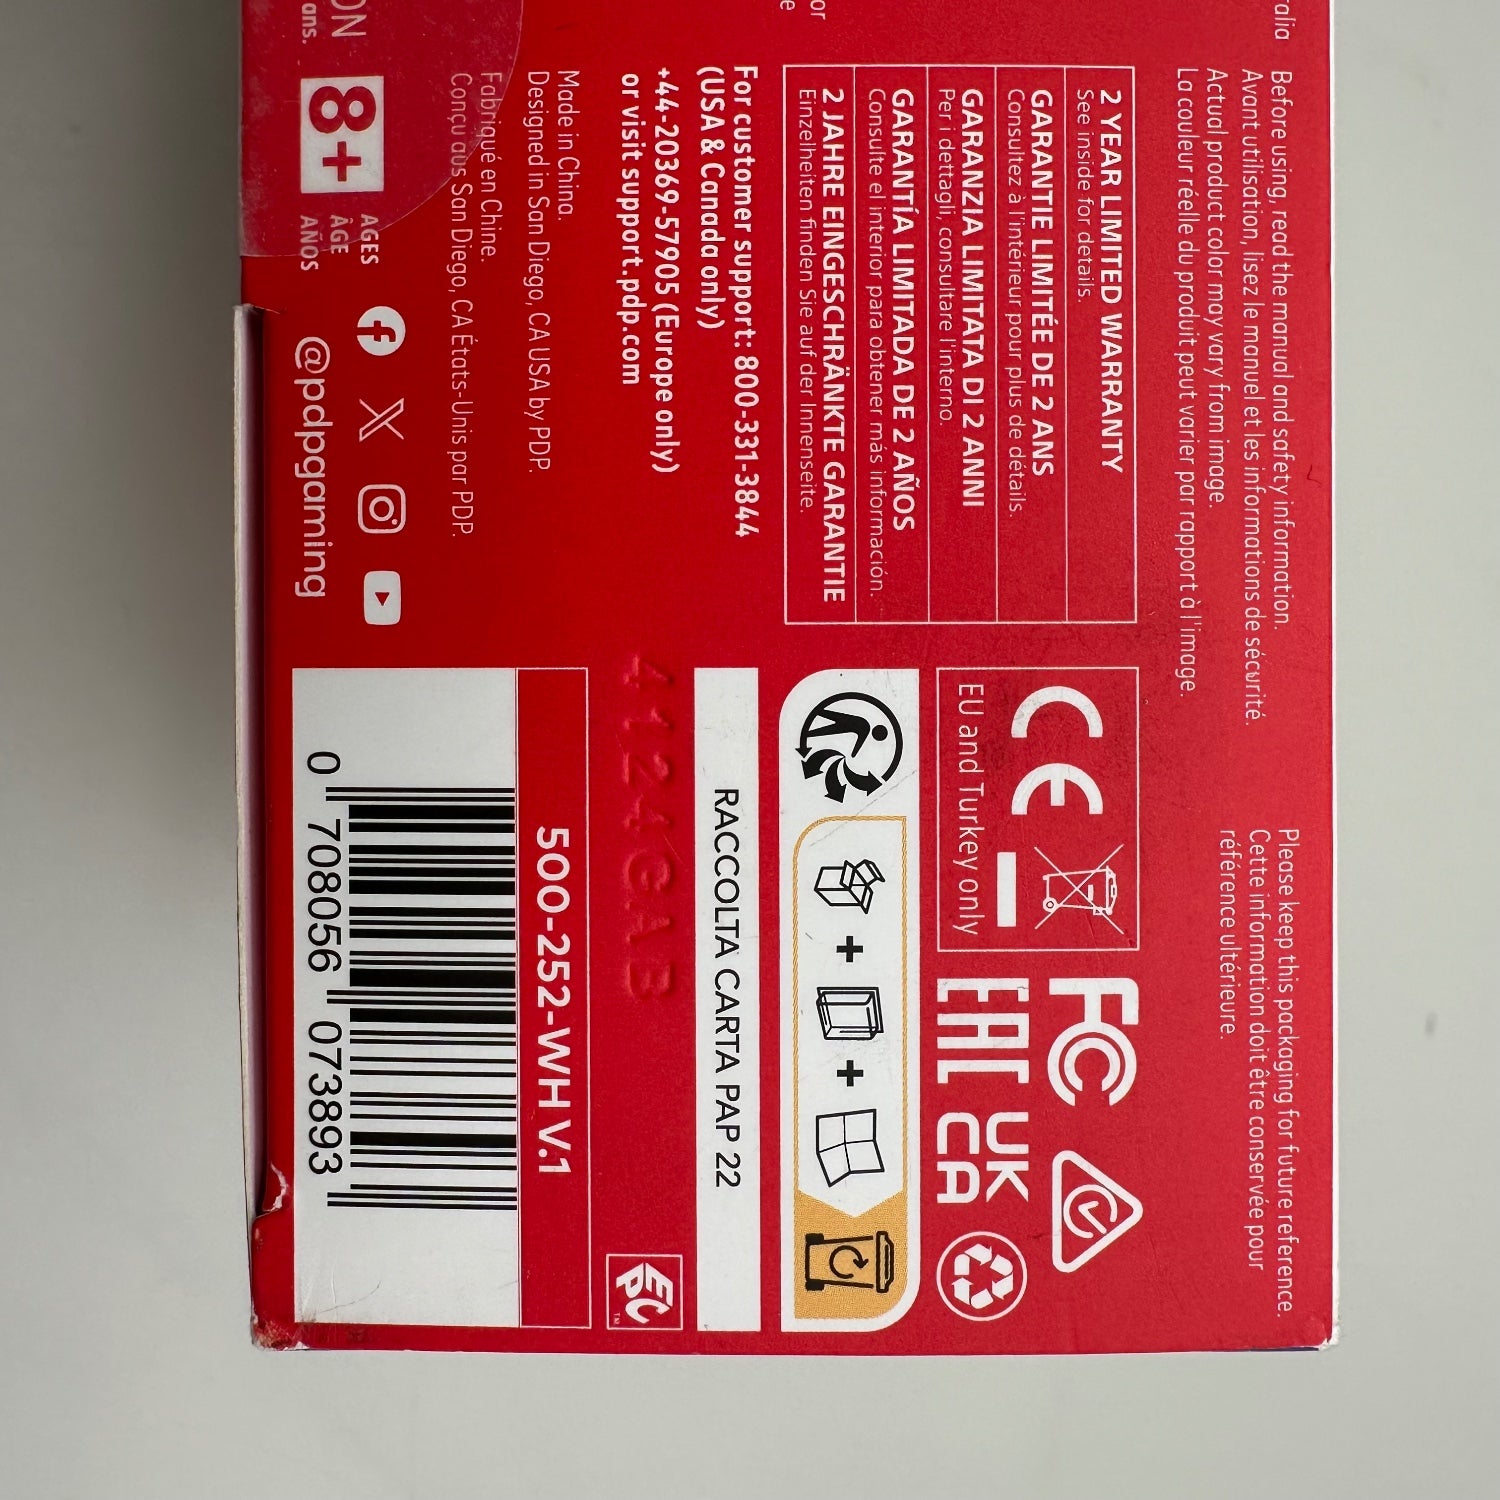 Before using, read the manual and safety information.
Avant utilisation, lisez le manuel et les informations de sécurité.
Actual product color may vary from image.
La couleur réelle du produit peut varier par rapport à l'image.
Please keep this packaging for future reference.
Cette information doit être conservée pour
référence ultérieure.
2 YEAR LIMITED WARRANTY
See inside for details.
GARANTIE LIMITÉE DE 2 ANS
Consultez à l'intérieur pour plus de détails.
GARANZIA LIMITATA DI 2 ANNI
Per i dettagli, consultare l'interno.
GARANTÍA LIMITADA DE 2 AÑOS
Consulte el interior para obtener más información.
2 JAHRE EINGESCHRÄNKTE GARANTIE
Einzelheiten finden Sie auf der Innenseite.
For customer support: 800-331-3844
(USA & Canada only)
+44-20369-57905 (Europe only)
or visit support.pdp.com
Made in China.
Designed in San Diego, CA USA by PDP.
Fabriqué en Chine.
Conçu aus San Diego, CA États-Unis par PDP.
8+
AGES
ÂGE
AÑOS
@pdpgaming
CE
EU and Turkey only
FC
EAC
UK
CA
RACCOLTA CARTA PAP 22
4124GAB
EPC
TM
500-252-WH V.1
0 708056 073893